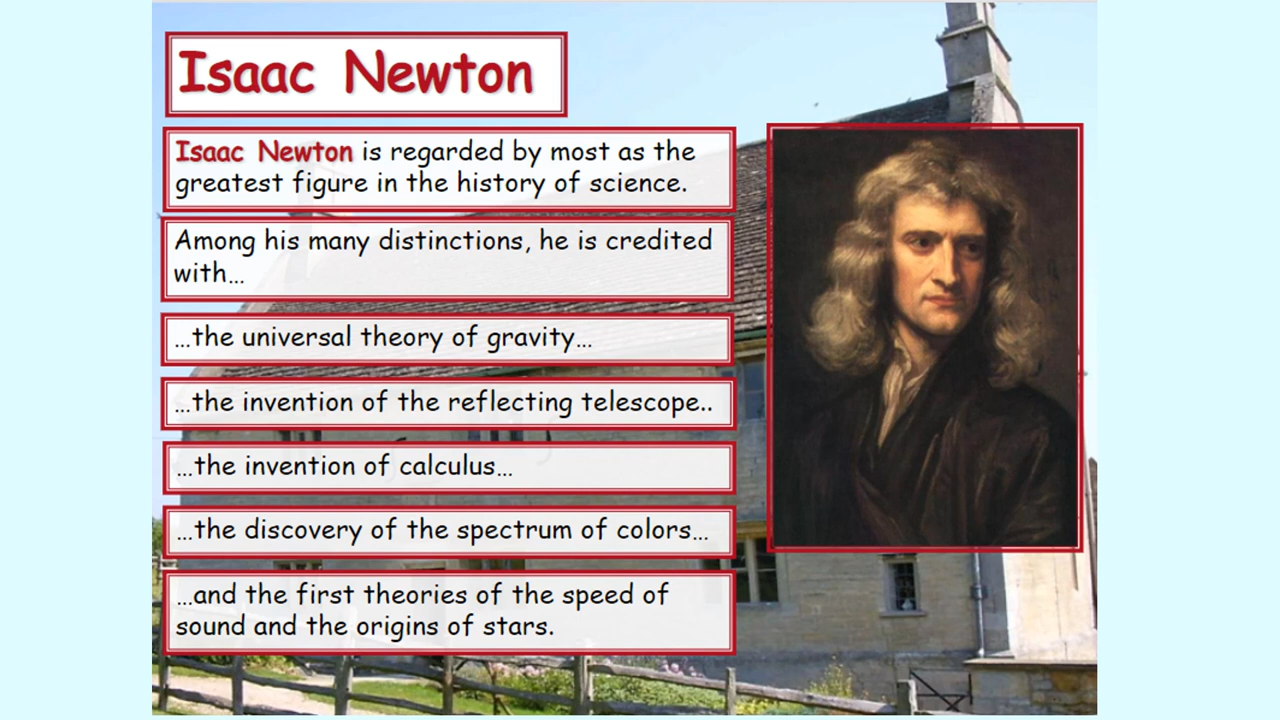 Isaac Newton
Isaac Newton is regarded by most as the
greatest figure in the history of science.
Among his many distinctions, he is credited
with…
…the universal theory of gravity…
…the invention of the reflecting telescope..
…the invention of calculus…
…the discovery of the spectrum of colors…
…and the first theories of the speed of
sound and the origins of stars.